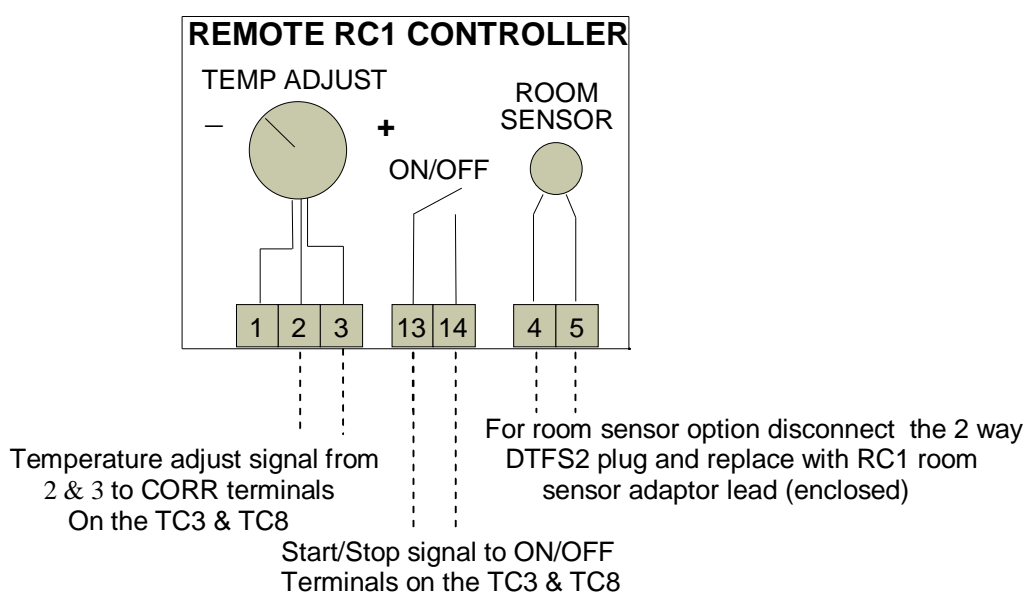 REMOTE RC1 CONTROLLER
TEMP ADJUST
ROOM
SENSOR
– +
ON/OFF
1 2 3 13 14 4 5
For room sensor option disconnect the 2 way
DTFS2 plug and replace with RC1 room
sensor adaptor lead (enclosed)
Temperature adjust signal from
2 & 3 to CORR terminals
On the TC3 & TC8
Start/Stop signal to ON/OFF
Terminals on the TC3 & TC8